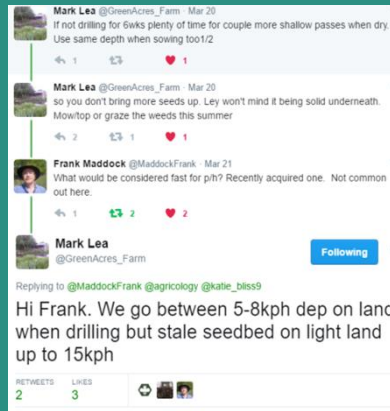 Mark Lea @GreenAcres_Farm · Mar 20
If not drilling for 6wks plenty of time for couple more shallow passes when dry.
Use same depth when sowing too1/2
1 1
Mark Lea @GreenAcres_Farm · Mar 20
so you don't bring more seeds up. Ley won't mind it being solid underneath.
Mow/top or graze the weeds this summer
2 1 1
Frank Maddock @MaddockFrank · Mar 21
What would be considered fast for p/h? Recently acquired one. Not common
out here.
1 2 2
Mark Lea
@GreenAcres_Farm
Following
Replying to @MaddockFrank @agricology @katie_bliss9
Hi Frank. We go between 5-8kph dep on land
when drilling but stale seedbed on light land
up to 15kph
RETWEETS LIKES
2 3